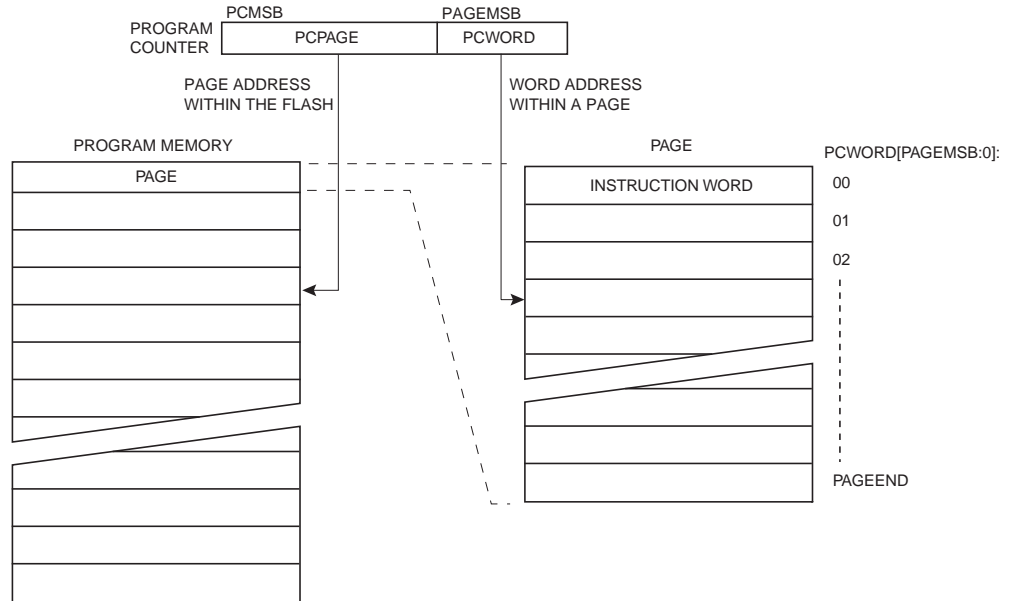 PCMSB
PAGEMSB
PROGRAM
COUNTER
PCPAGE
PCWORD
PAGE ADDRESS
WITHIN THE FLASH
WORD ADDRESS
WITHIN A PAGE
PROGRAM MEMORY
PAGE
PAGE
PCWORD[PAGEMSB:0]:
INSTRUCTION WORD
00
01
02
PAGEEND